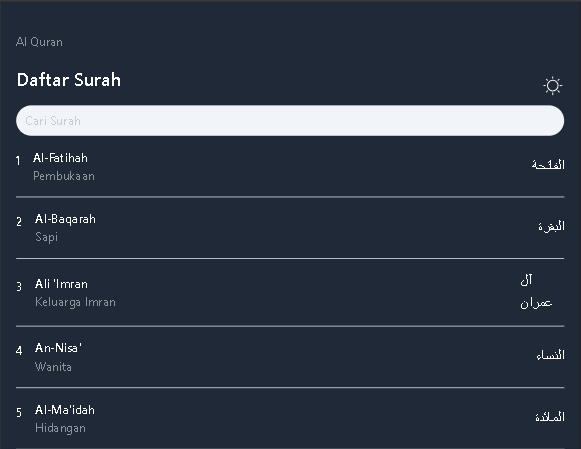 Al Quran
Daftar Surah
Cari Surah
1 Al-Fatihah الفاتحة
Pembukaan
2 Al-Baqarah البقرة
Sapi
3 Ali 'Imran آل عمران
Keluarga Imran
4 An-Nisa' النساء
Wanita
5 Al-Ma'idah المائدة
Hidangan